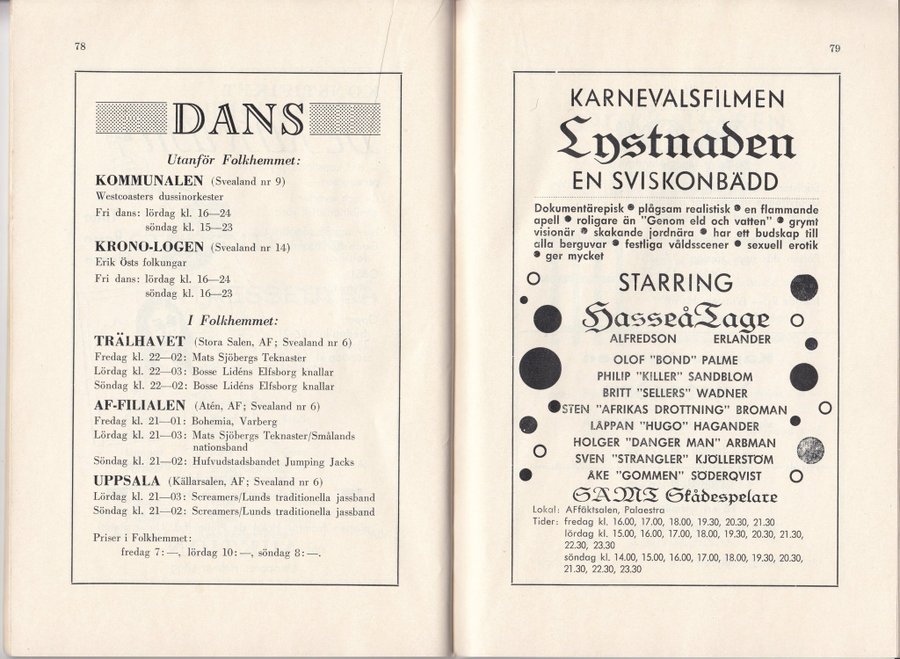 78
DANS
Utanför Folkhemmet:
KOMMUNALEN (Svealand nr 9)
Westcoasters dussinorkester
Fri dans: lördag kl. 16—24
söndag kl. 15—23
KRONO-LOGEN (Svealand nr 14)
Erik Östs folkungar
Fri dans: lördag kl. 16—24
söndag kl. 16—23
I Folkhemmet:
TRÄLHAVET (Stora Salen, AF; Svealand nr 6)
Fredag kl. 22—02: Mats Sjöbergs Teknaster
Lördag kl. 22—03: Bosse Lidéns Elfsborg knallar
Söndag kl. 22—02: Bosse Lidéns Elfsborg knallar
AF-FILIALEN (Atén, AF; Svealand nr 6)
Fredag kl. 21—01: Bohemia, Varberg
Lördag kl. 21—03: Mats Sjöbergs Teknaster/Smålands
nationsband
Söndag kl. 21—02: Hufvudstadsbandet Jumping Jacks
UPPSALA (Källarsalen, AF; Svealand nr 6)
Lördag kl. 21—03: Screamers/Lunds traditionella jassband
Söndag kl. 21—02: Screamers/Lunds traditionella jassband
Priser i Folkhemmet:
fredag 7:—, lördag 10:—, söndag 8:—.
79
KARNEVALSFILMEN
Lystnaden
EN SVISKONBÄDD
Dokumentärepisk • plågsam realistisk • en flammande
apell • roligare än "Genom eld och vatten" • grymt
visionär • skakande jordnära • har ett budskap till
alla berguvar • festliga våldsscener • sexuell erotik
• ger mycket
STARRING
HasseåTage
ALFREDSON ERLANDER
OLOF "BOND" PALME
PHILIP "KILLER" SANDBLOM
BRITT "SELLERS" WADNER
STEN "AFRIKAS DROTTNING" BROMAN
LÄPPAN "HUGO" HAGANDER
HOLGER "DANGER MAN" ARBMAN
SVEN "STRANGLER" KJÖLLERSTÖM
ÅKE "GOMMEN" SÖDERQVIST
SAMT Skådespelare
Lokal: AFfäktsalen, Palaestra
Tider: fredag kl. 16.00, 17.00, 18.00, 19.30, 20.30, 21.30
lördag kl. 15.00, 16.00, 17.00, 18.00, 19.30, 20.30, 21.30,
22.30, 23.30
söndag kl. 14.00, 15.00, 16.00, 17.00, 18.00, 19.30, 20.30,
21.30, 22.30, 23.30